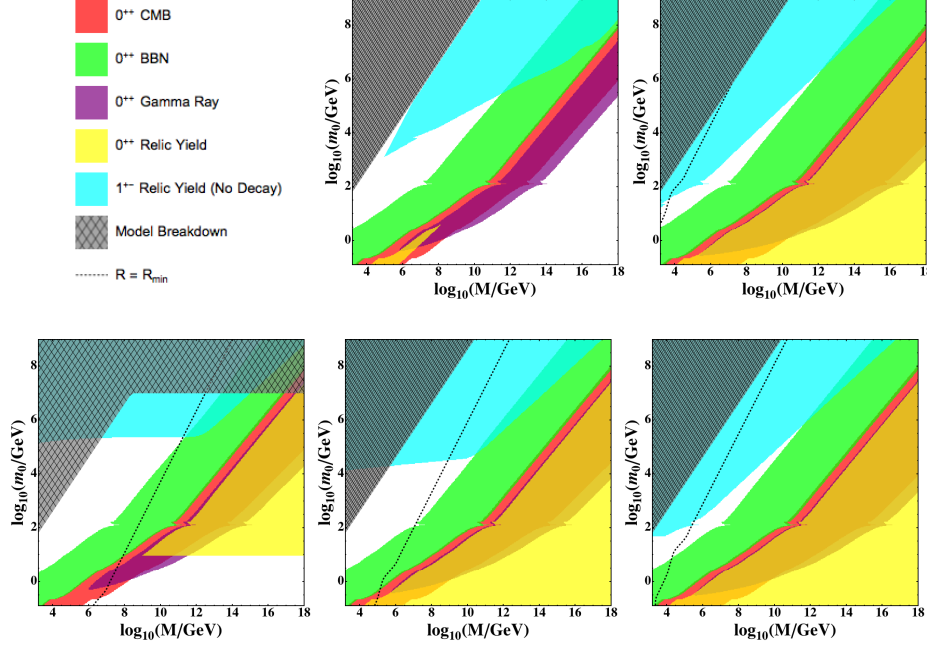 0⁺⁺ CMB
0⁺⁺ BBN
0⁺⁺ Gamma Ray
0⁺⁺ Relic Yield
1⁺⁻ Relic Yield (No Decay)
Model Breakdown
R = R_min
log₁₀(m₀/GeV)
8
6
4
2
0
4 6 8 10 12 14 16 18
log₁₀(M/GeV)
log₁₀(m₀/GeV)
8
6
4
2
0
4 6 8 10 12 14 16 18
log₁₀(M/GeV)
log₁₀(m₀/GeV)
8
6
4
2
0
4 6 8 10 12 14 16 18
log₁₀(M/GeV)
log₁₀(m₀/GeV)
8
6
4
2
0
4 6 8 10 12 14 16 18
log₁₀(M/GeV)
log₁₀(m₀/GeV)
8
6
4
2
0
4 6 8 10 12 14 16 18
log₁₀(M/GeV)